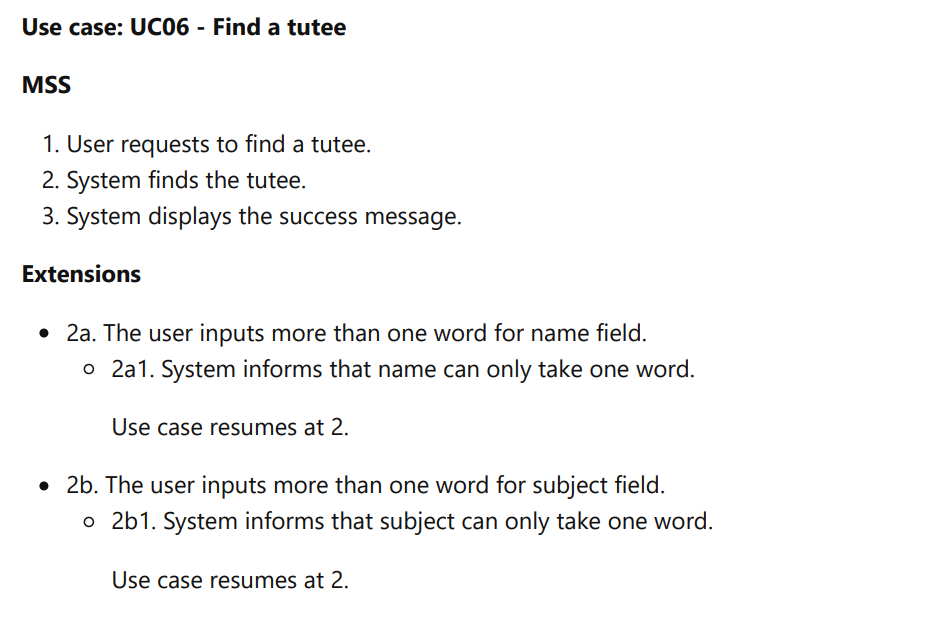 Use case: UC06 - Find a tutee
MSS
1. User requests to find a tutee.
2. System finds the tutee.
3. System displays the success message.
Extensions
• 2a. The user inputs more than one word for name field.
◦ 2a1. System informs that name can only take one word.
Use case resumes at 2.
• 2b. The user inputs more than one word for subject field.
◦ 2b1. System informs that subject can only take one word.
Use case resumes at 2.